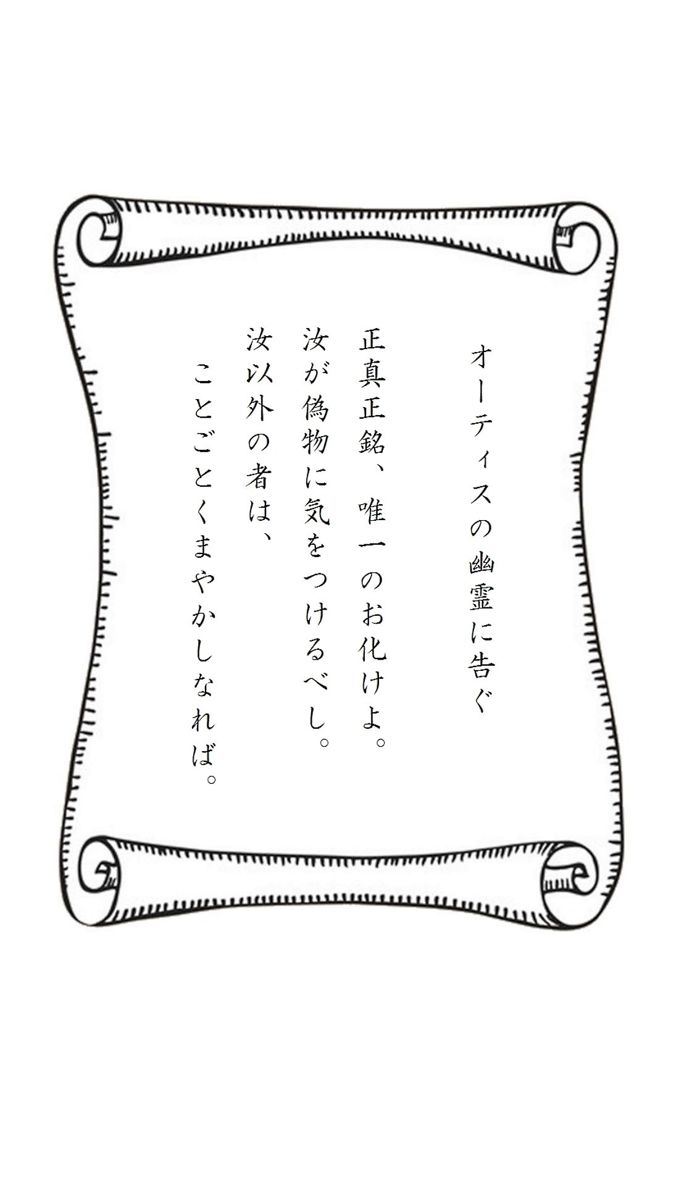 オーティスの幽霊に告ぐ
正真正銘、唯一のお化けよ。
汝が偽物に気をつけるべし。
汝以外の者は、
ことごとくまやかしなれば。